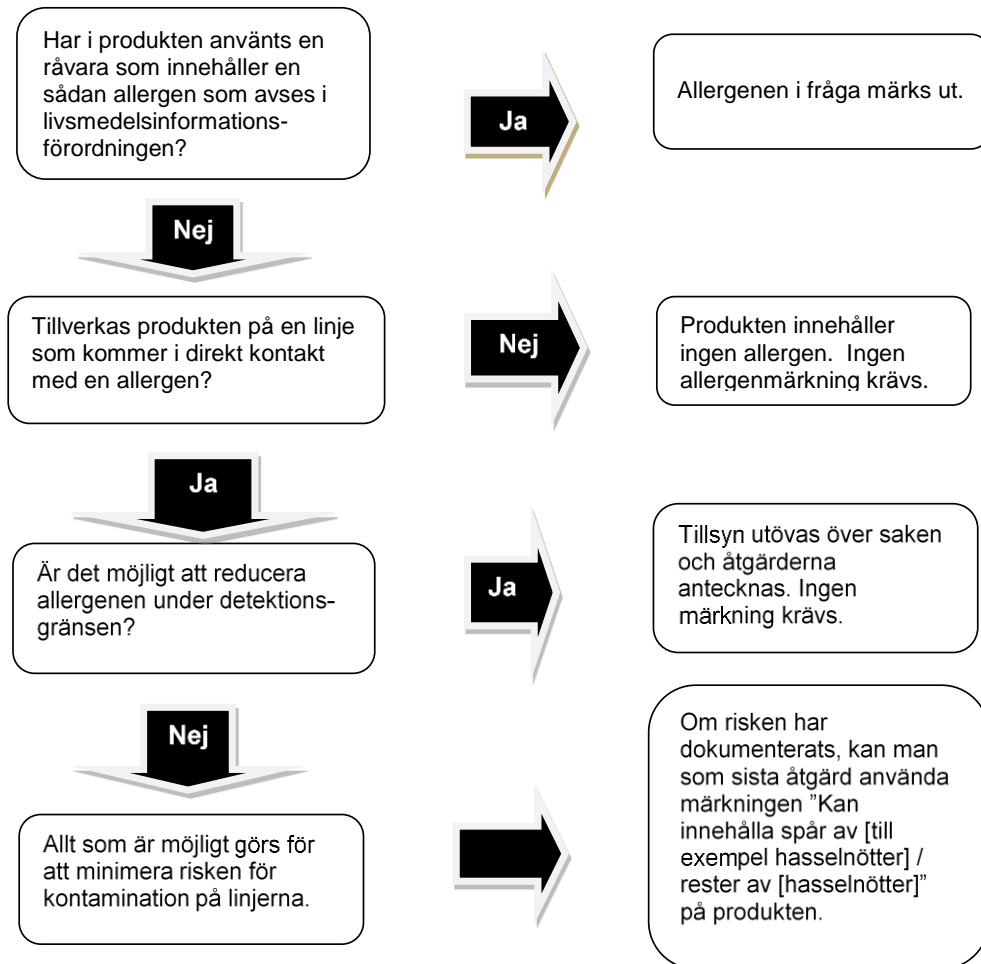 Har i produkten använts en
råvara som innehåller en
sådan allergen som avses i
livsmedelsinformations-
förordningen?
Ja
Allergenen i fråga märks ut.
Nej
Tillverkas produkten på en linje
som kommer i direkt kontakt
med en allergen?
Nej
Produkten innehåller
ingen allergen. Ingen
allergenmärkning krävs.
Ja
Är det möjligt att reducera
allergenen under detektions-
gränsen?
Ja
Tillsyn utövas över saken
och åtgärderna
antecknas. Ingen
märkning krävs.
Nej
Allt som är möjligt görs för
att minimera risken för
kontamination på linjerna.
Om risken har
dokumenterats, kan man
som sista åtgärd använda
märkningen ”Kan
innehålla spår av [till
exempel hasselnötter] /
rester av [hasselnötter]”
på produkten.